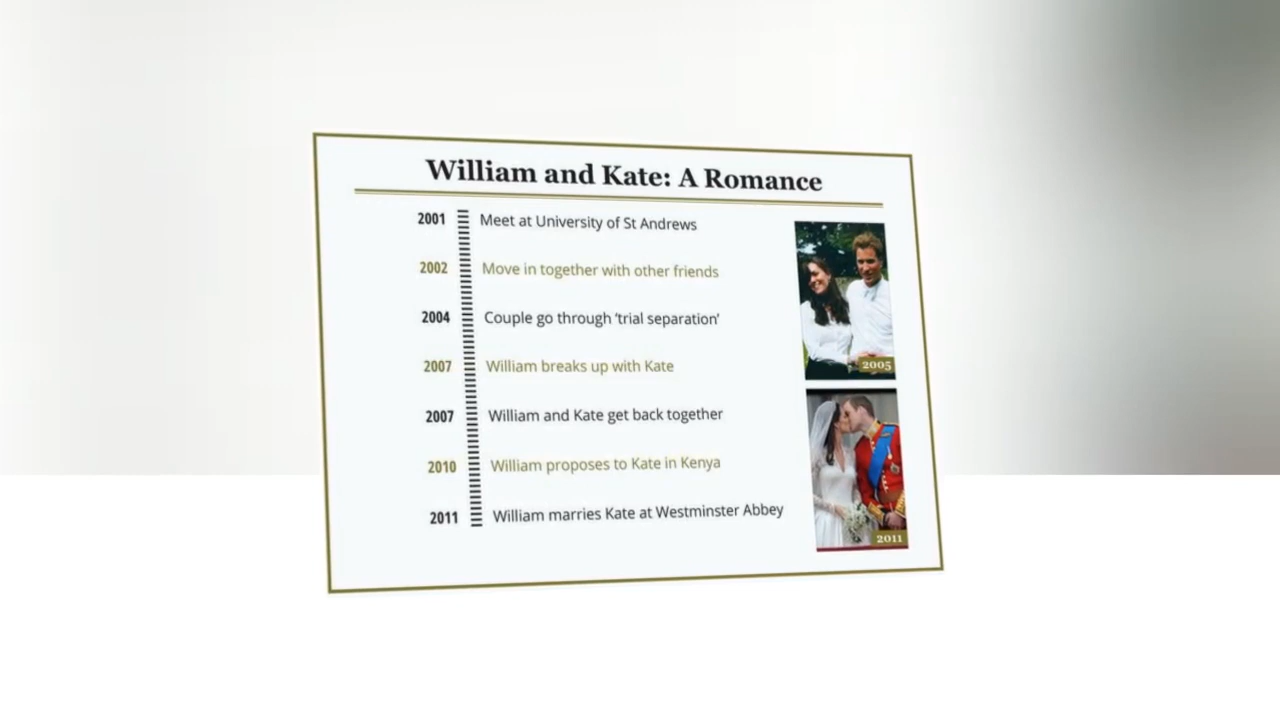 William and Kate: A Romance
2001 Meet at University of St Andrews
2002 Move in together with other friends
2004 Couple go through ‘trial separation’
2007 William breaks up with Kate
2007 William and Kate get back together
2010 William proposes to Kate in Kenya
2011 William marries Kate at Westminster Abbey
2005
2011